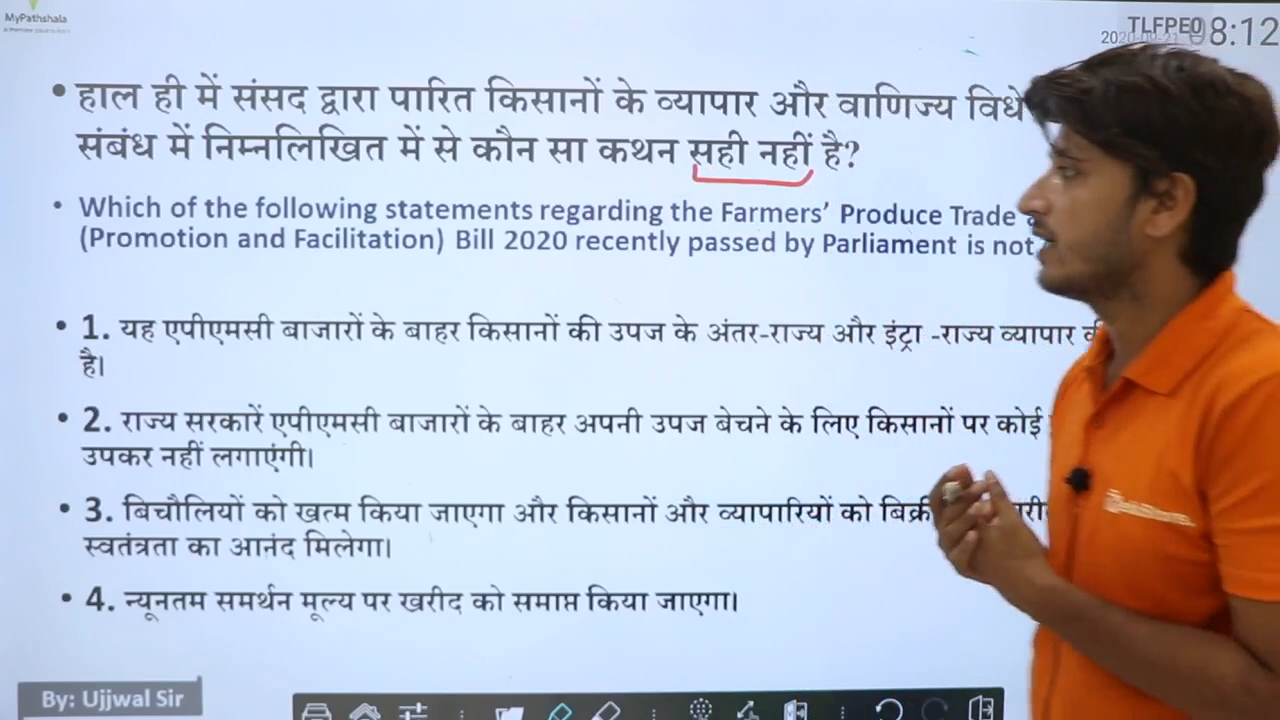 MyPathshala
TLFPE0
08:12
हाल ही में संसद द्वारा पारित किसानों के व्यापार और वाणिज्य विधे
संबंध में निम्नलिखित में से कौन सा कथन सही नहीं है?
Which of the following statements regarding the Farmers' Produce Trade
(Promotion and Facilitation) Bill 2020 recently passed by Parliament is not
1. यह एपीएमसी बाजारों के बाहर किसानों की उपज के अंतर-राज्य और इंट्रा -राज्य व्यापार
है।
2. राज्य सरकारें एपीएमसी बाजारों के बाहर अपनी उपज बेचने के लिए किसानों पर कोई
उपकर नहीं लगाएंगी।
3. बिचौलियों को खत्म किया जाएगा और किसानों और व्यापारियों को बिक्री
स्वतंत्रता का आनंद मिलेगा।
4. न्यूनतम समर्थन मूल्य पर खरीद को समाप्त किया जाएगा।
By: Ujjwal Sir